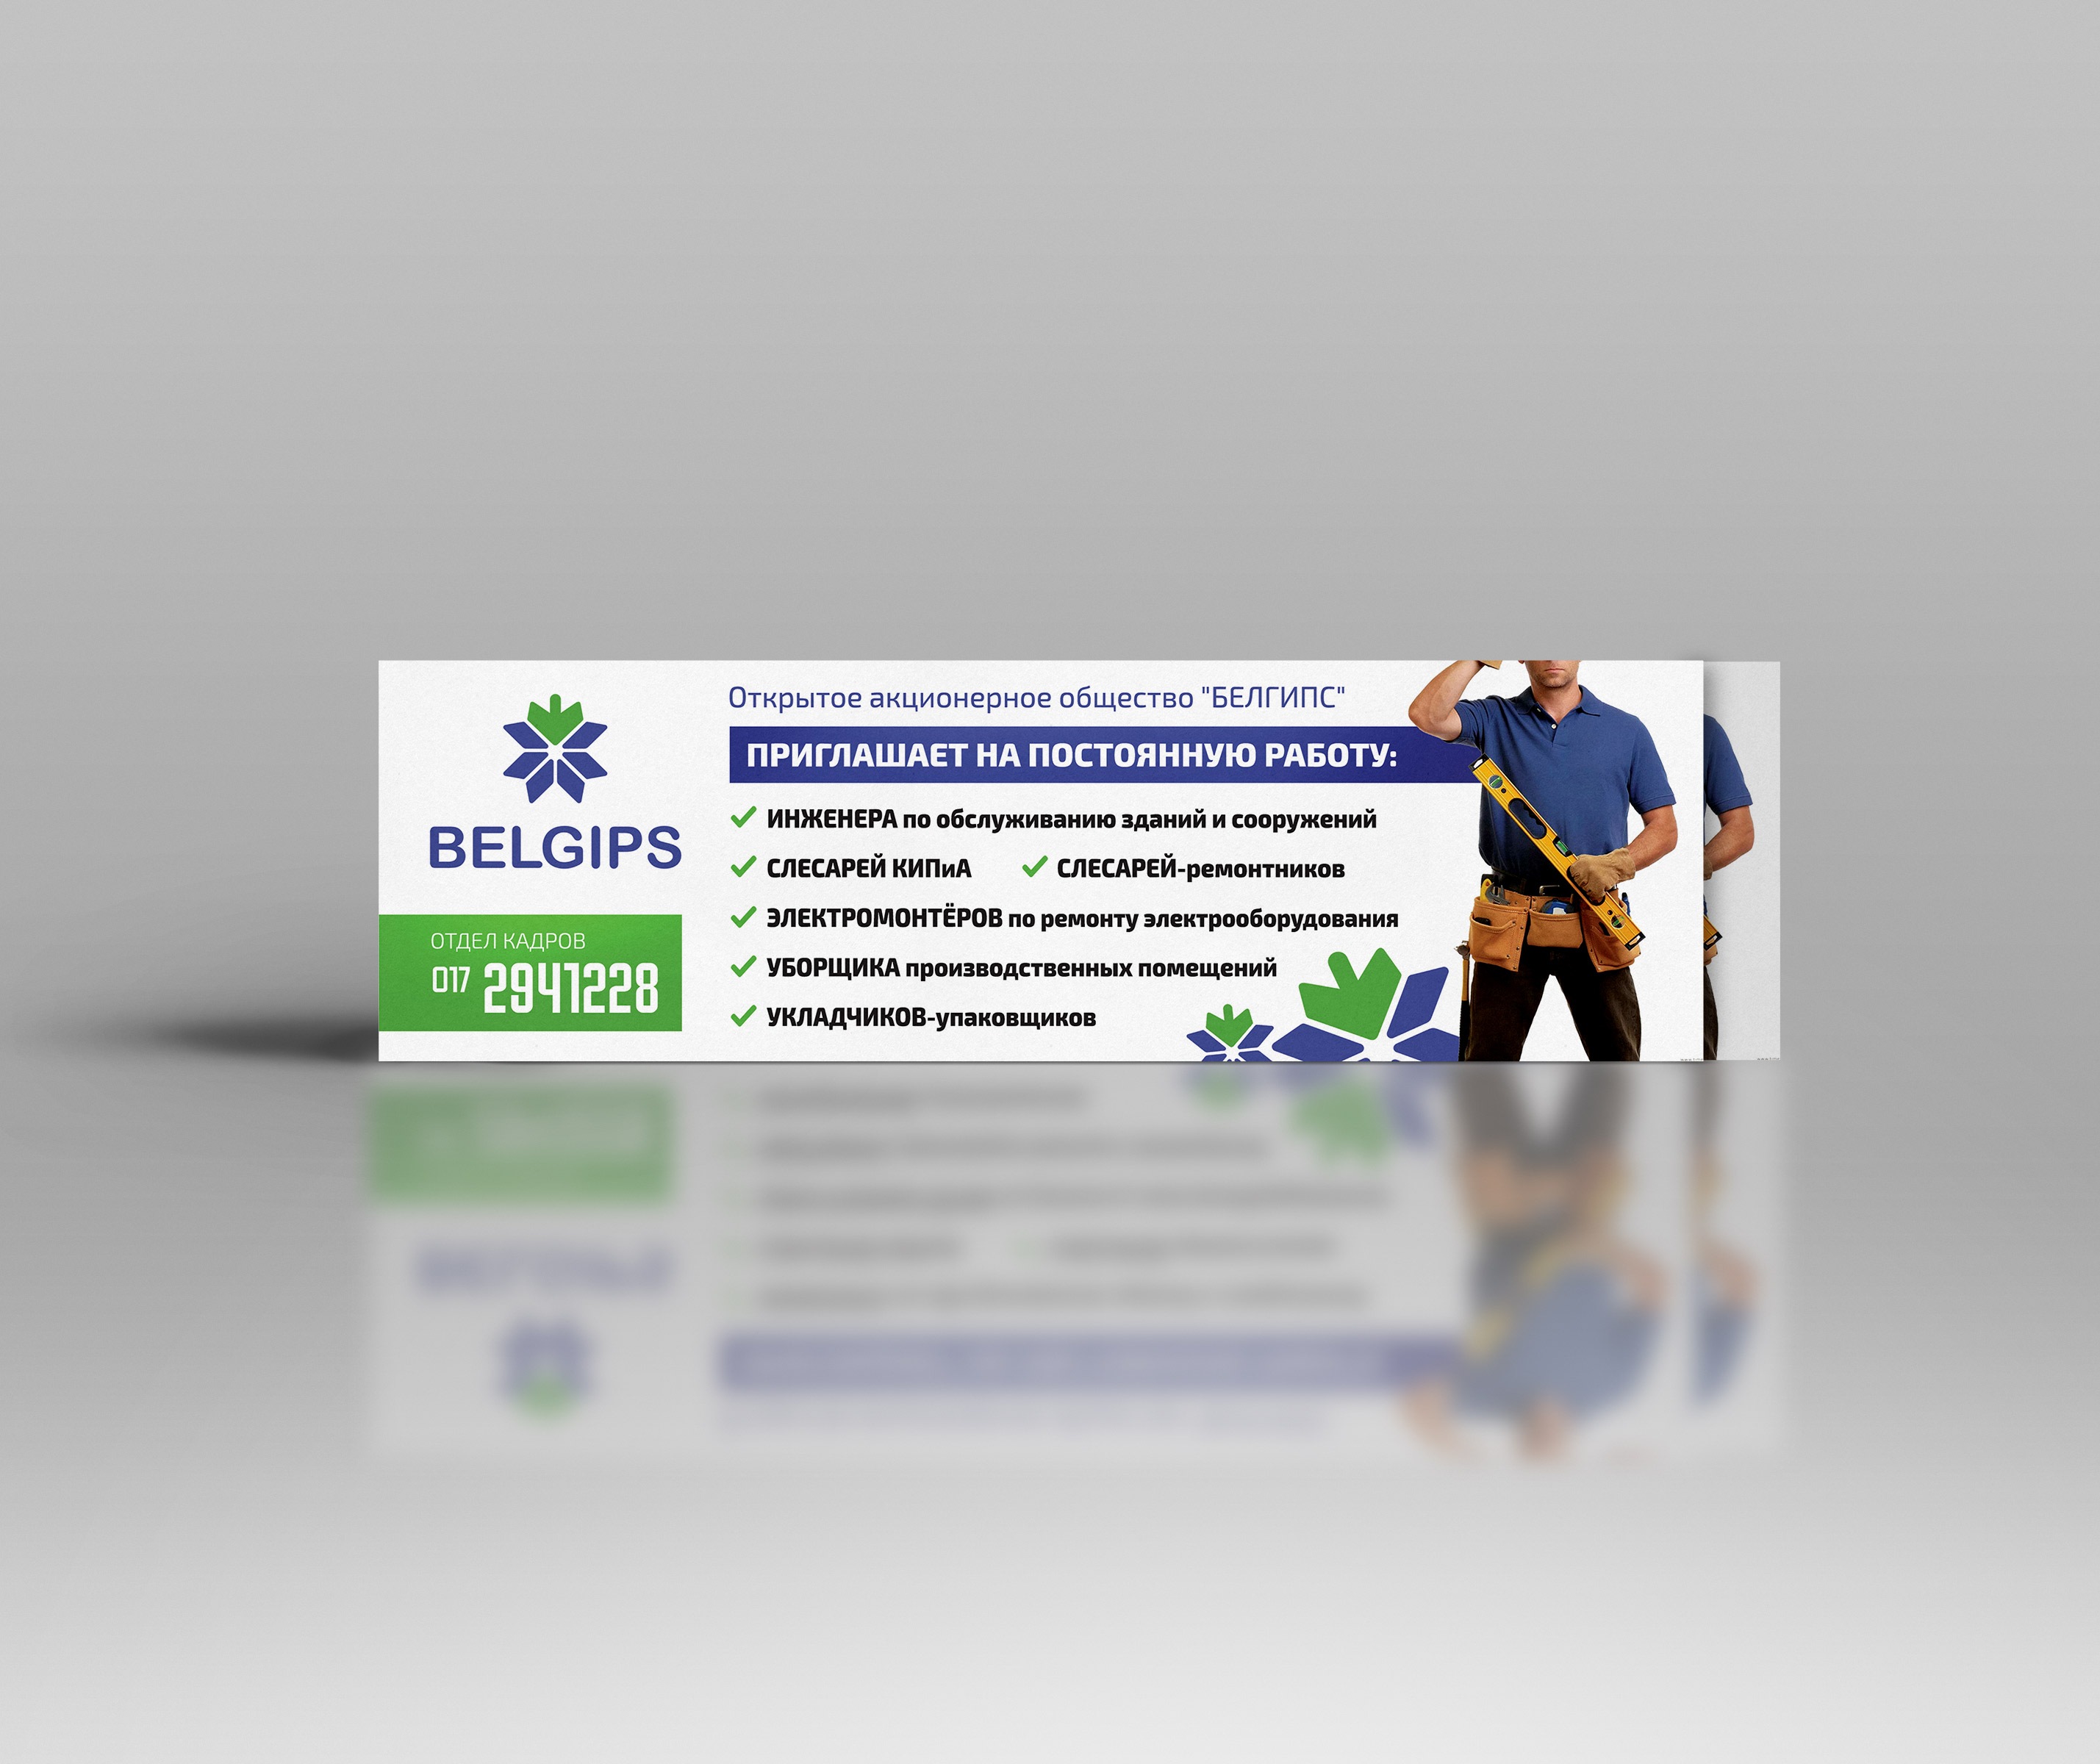 BELGIPS
ОТДЕЛ КАДРОВ
017 2941228
Открытое акционерное общество "БЕЛГИПС"
ПРИГЛАШАЕТ НА ПОСТОЯННУЮ РАБОТУ:
ИНЖЕНЕРА по обслуживанию зданий и сооружений
СЛЕСАРЕЙ КИПиА СЛЕСАРЕЙ-ремонтников
ЭЛЕКТРОМОНТЁРОВ по ремонту электрооборудования
УБОРЩИКА производственных помещений
УКЛАДЧИКОВ-упаковщиков